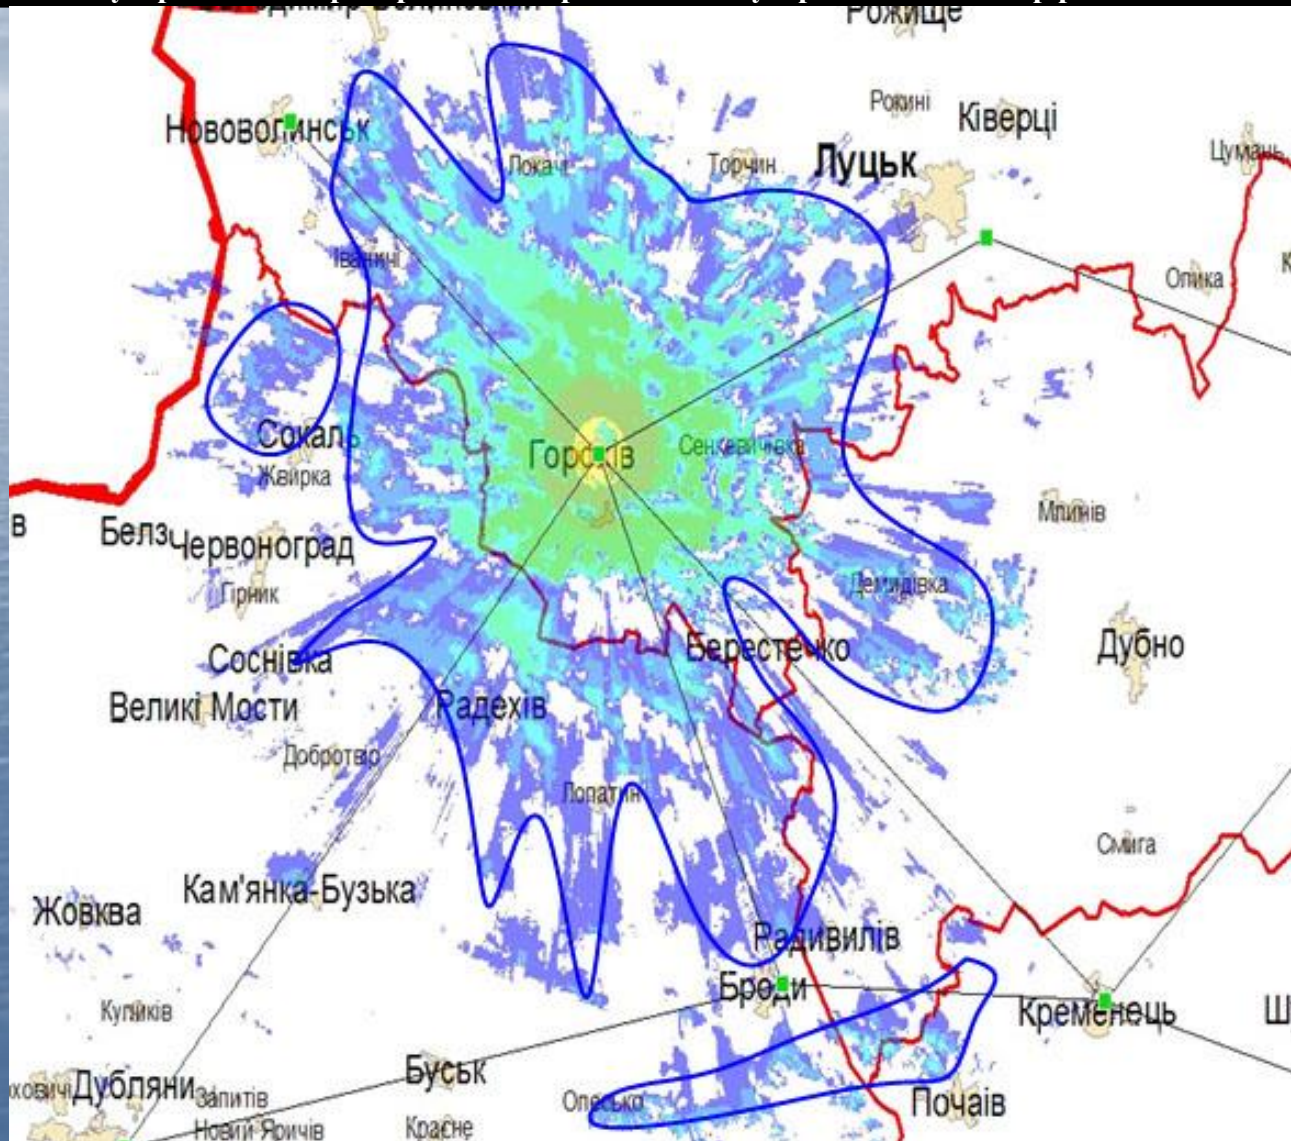 Рожище
Рокині
Ківерці
Нововолинськ
Локачі
Торчин
Луцьк
Цумань
Іваничі
Олика
Сокаль
Горохів
Сенкевичівка
Жвирка
в
Белз
Червоноград
Млинів
Гірник
Демидівка
Соснівка
Берестечко
Дубно
Великі Мости
Радехів
Добротвір
Лопатин
Смига
Кам'янка-Бузька
Жовква
Радивилів
Броди
Куликів
Кременець
Ш
Буськ
Дубляни
Запитів
Олесько
Почаїв
Новий Яричів
Красне